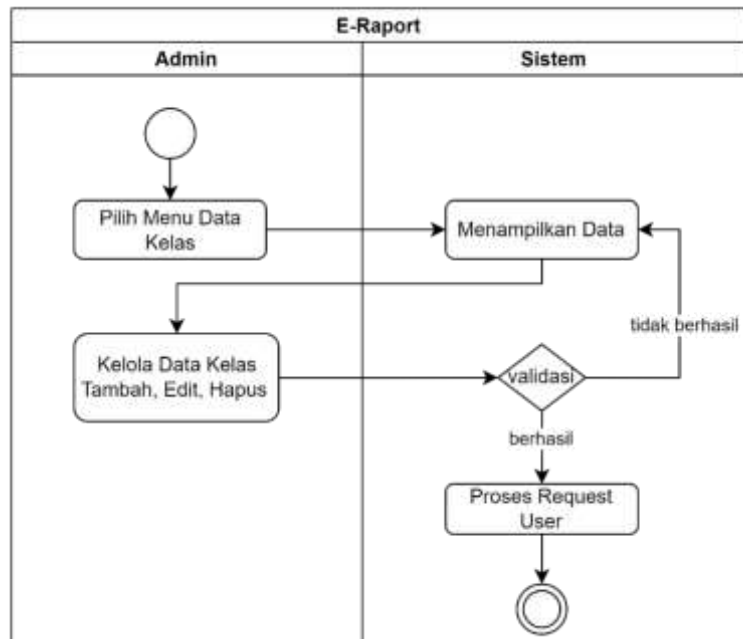 E-Raport
Admin
Sistem
Pilih Menu Data
Kelas
Menampilkan Data
tidak berhasil
Kelola Data Kelas
Tambah, Edit, Hapus
validasi
berhasil
Proses Request
User